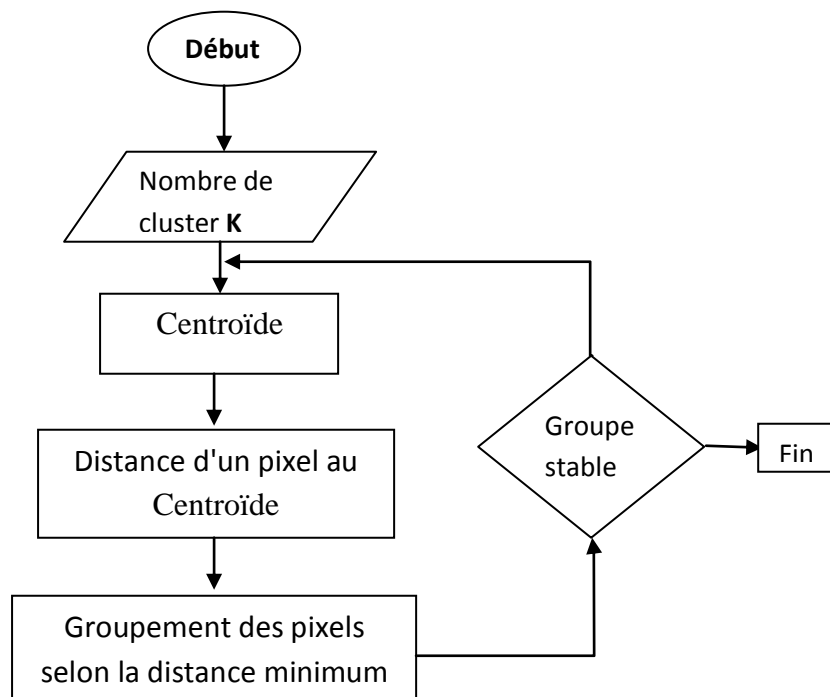 Début
Nombre de
cluster K
Centroïde
Distance d'un pixel au
Centroïde
Groupement des pixels
selon la distance minimum
Groupe
stable
Fin